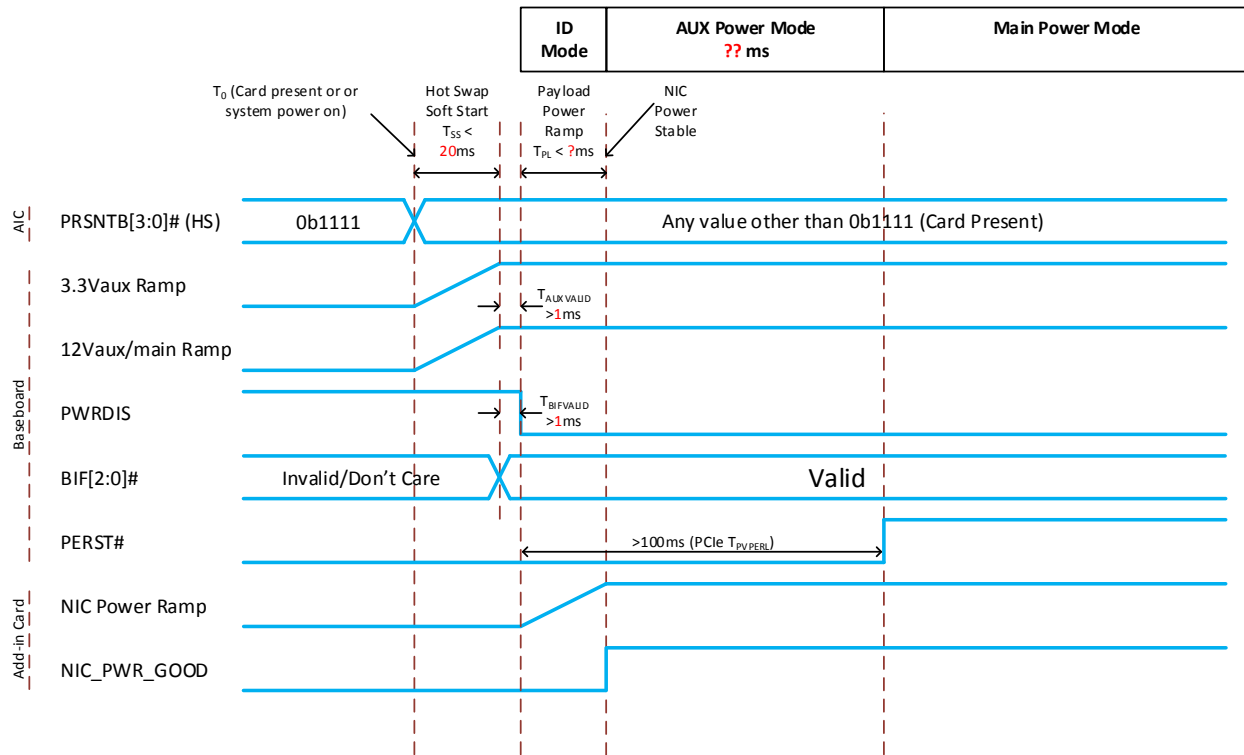 ID
Mode
AUX Power Mode
?? ms
Main Power Mode
T0 (Card present or or
system power on)
Hot Swap
Soft Start
TSS <
20ms
Payload
Power
Ramp
TPL < ?ms
NIC
Power
Stable
AIC
PRSNTB[3:0]# (HS)
0b1111
Any value other than 0b1111 (Card Present)
Baseboard
3.3Vaux Ramp
TAUXVALID
>1ms
12Vaux/main Ramp
PWRDIS
TBIFVALID
>1ms
BIF[2:0]#
Invalid/Don't Care
Valid
PERST#
>100ms (PCIe TPVPERL)
Add-in Card
NIC Power Ramp
NIC_PWR_GOOD